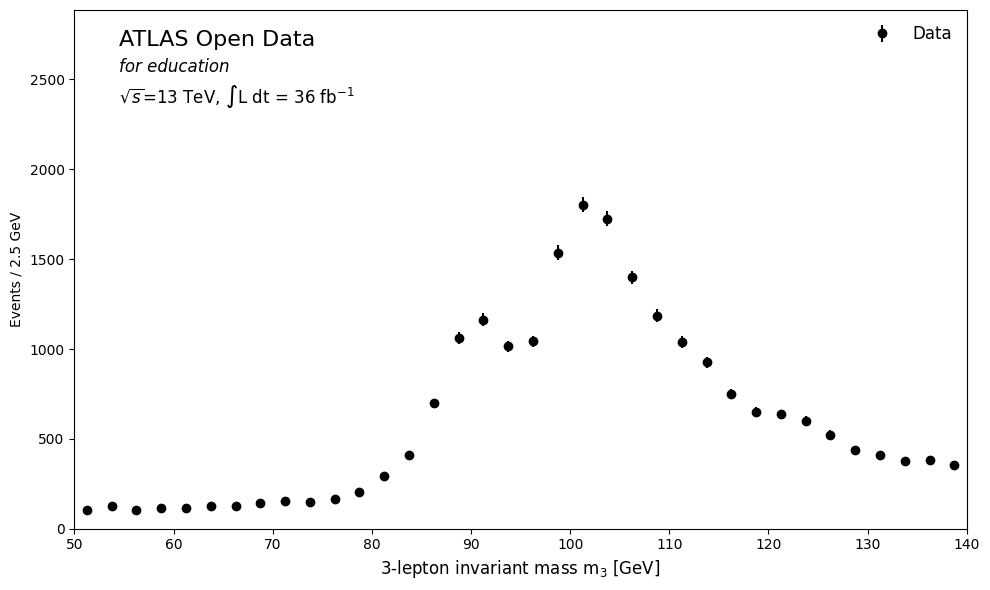 ATLAS Open Data
for education
√s=13 TeV, ∫L dt = 36 fb⁻¹
Data
2500
2000
1500
1000
500
0
Events / 2.5 GeV
50 60 70 80 90 100 110 120 130 140
3-lepton invariant mass m₃ [GeV]